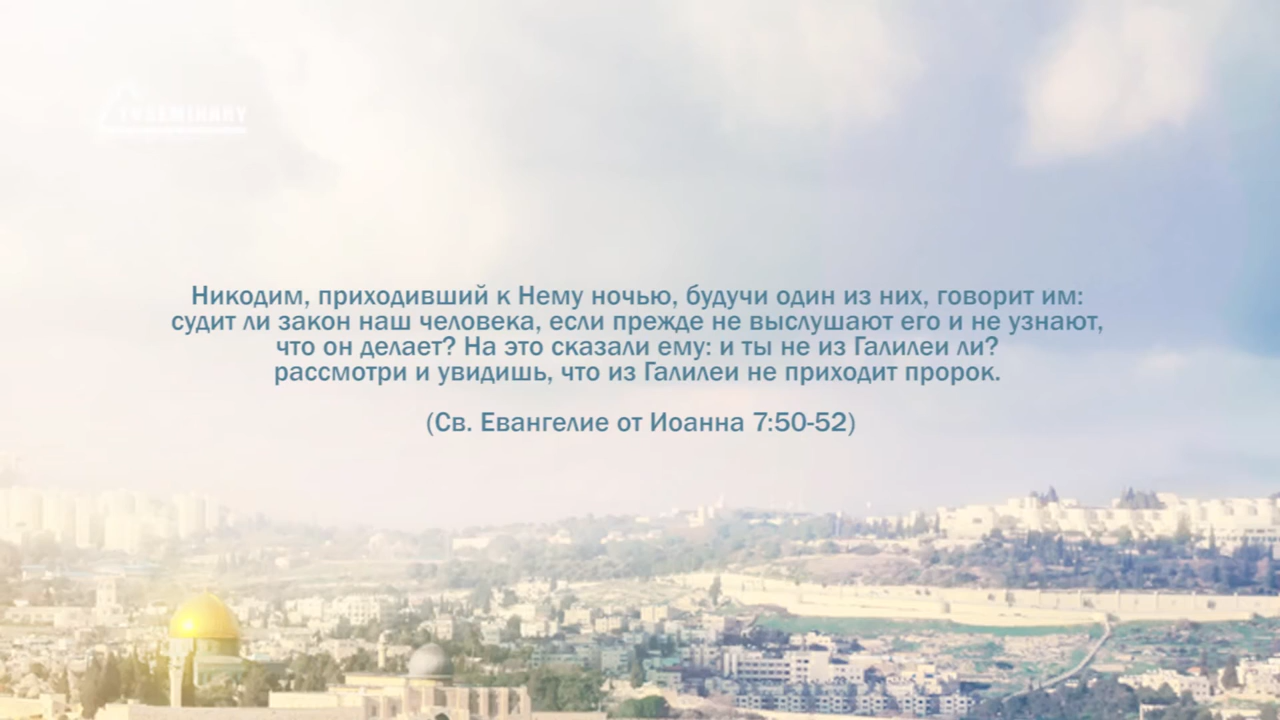 Никодим, приходивший к Нему ночью, будучи один из них, говорит им:
судит ли закон наш человека, если прежде не выслушают его и не узнают,
что он делает? На это сказали ему: и ты не из Галилеи ли?
рассмотри и увидишь, что из Галилеи не приходит пророк.
(Св. Евангелие от Иоанна 7:50-52)